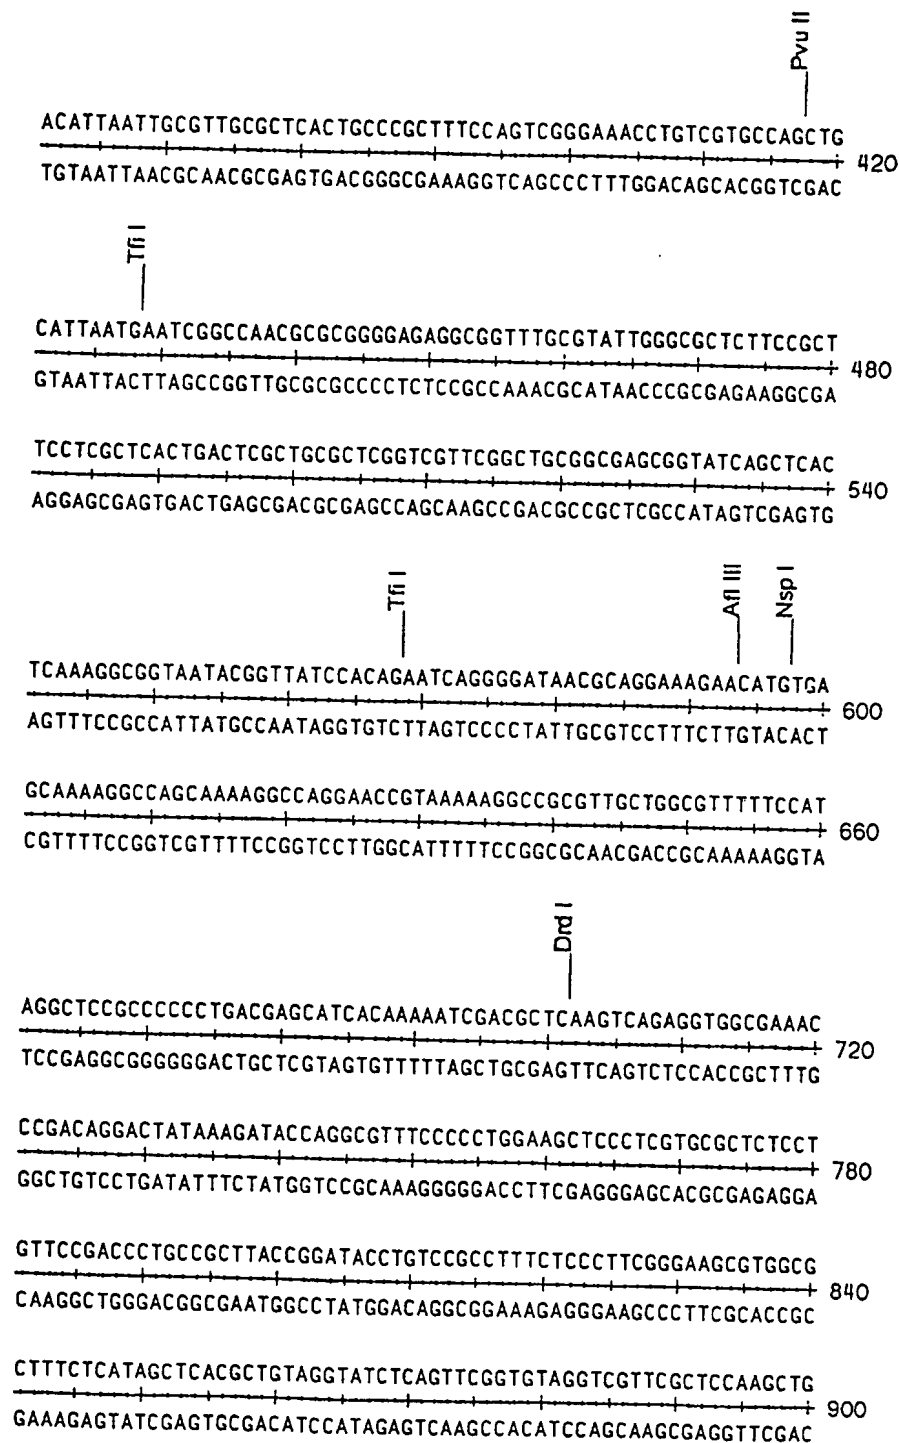 Pvu II
ACATTAATTGCGTTGCGCTCACTGCCCGCTTTCCAGTCGGGAAACCTGTCGTGCCAGCTG
420
TGTAATTAACGCAACGCGAGTGACGGGCGAAAGGTCAGCCCTTTGGACAGCACGGTCGAC
Tfi I
CATTAATGAATCGGCCAACGCGCGGGGAGAGGCGGTTTGCGTATTGGGCGCTCTTCCGCT
480
GTAATTACTTAGCCGGTTGCGCGCCCCTCTCCGCCAAACGCATAACCCGCGAGAAGGCGA
TCCTCGCTCACTGACTCGCTGCGCTCGGTCGTTCGGCTGCGGCGAGCGGTATCAGCTCAC
540
AGGAGCGAGTGACTGAGCGACGCGAGCCAGCAAGCCGACGCCGCTCGCCATAGTCGAGTG
Tfi I Afl III Nsp I
TCAAAGGCGGTAATACGGTTATCCACAGAATCAGGGGATAACGCAGGAAAGAACATGTGA
600
AGTTTCCGCCATTATGCCAATAGGTGTCTTAGTCCCCTATTGCGTCCTTTCTTGTACACT
GCAAAAGGCCAGCAAAAGGCCAGGAACCGTAAAAAGGCCGCGTTGCTGGCGTTTTTCCAT
660
CGTTTTCCGGTCGTTTTCCGGTCCTTGGCATTTTTCCGGCGCAACGACCGCAAAAAGGTA
Drd I
AGGCTCCGCCCCCCTGACGAGCATCACAAAAATCGACGCTCAAGTCAGAGGTGGCGAAAC
720
TCCGAGGCGGGGGGACTGCTCGTAGTGTTTTTAGCTGCGAGTTCAGTCTCCACCGCTTTG
CCGACAGGACTATAAAGATACCAGGCGTTTCCCCCTGGAAGCTCCCTCGTGCGCTCTCCT
780
GGCTGTCCTGATATTTCTATGGTCCGCAAAGGGGGACCTTCGAGGGAGCACGCGAGAGGA
GTTCCGACCCTGCCGCTTACCGGATACCTGTCCGCCTTTCTCCCTTCGGGAAGCGTGGCG
840
CAAGGCTGGGACGGCGAATGGCCTATGGACAGGCGGAAAGAGGGAAGCCCTTCGCACCGC
CTTTCTCATAGCTCACGCTGTAGGTATCTCAGTTCGGTGTAGGTCGTTCGCTCCAAGCTG
900
GAAAGAGTATCGAGTGCGACATCCATAGAGTCAAGCCACATCCAGCAAGCGAGGTTCGAC